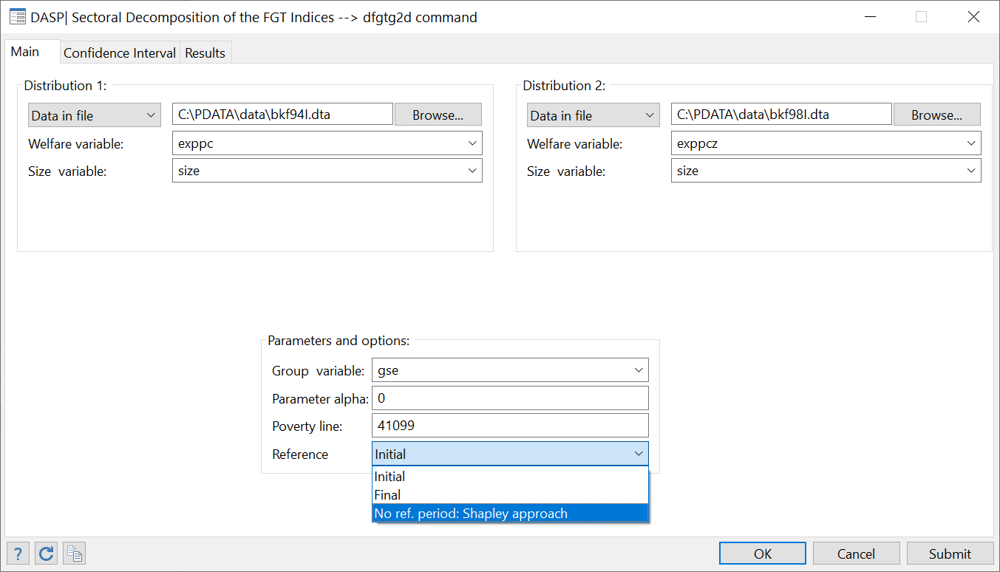 DASP| Sectoral Decomposition of the FGT Indices --> dfgtg2d command
Main Confidence Interval Results
Distribution 1:
Data in file C:\PDATA\data\bkf94I.dta Browse...
Welfare variable: exppc
Size variable: size
Distribution 2:
Data in file C:\PDATA\data\bkf98I.dta Browse...
Welfare variable: exppcz
Size variable: size
Parameters and options:
Group variable: gse
Parameter alpha: 0
Poverty line: 41099
Reference Initial
Initial
Final
No ref. period: Shapley approach
? OK Cancel Submit